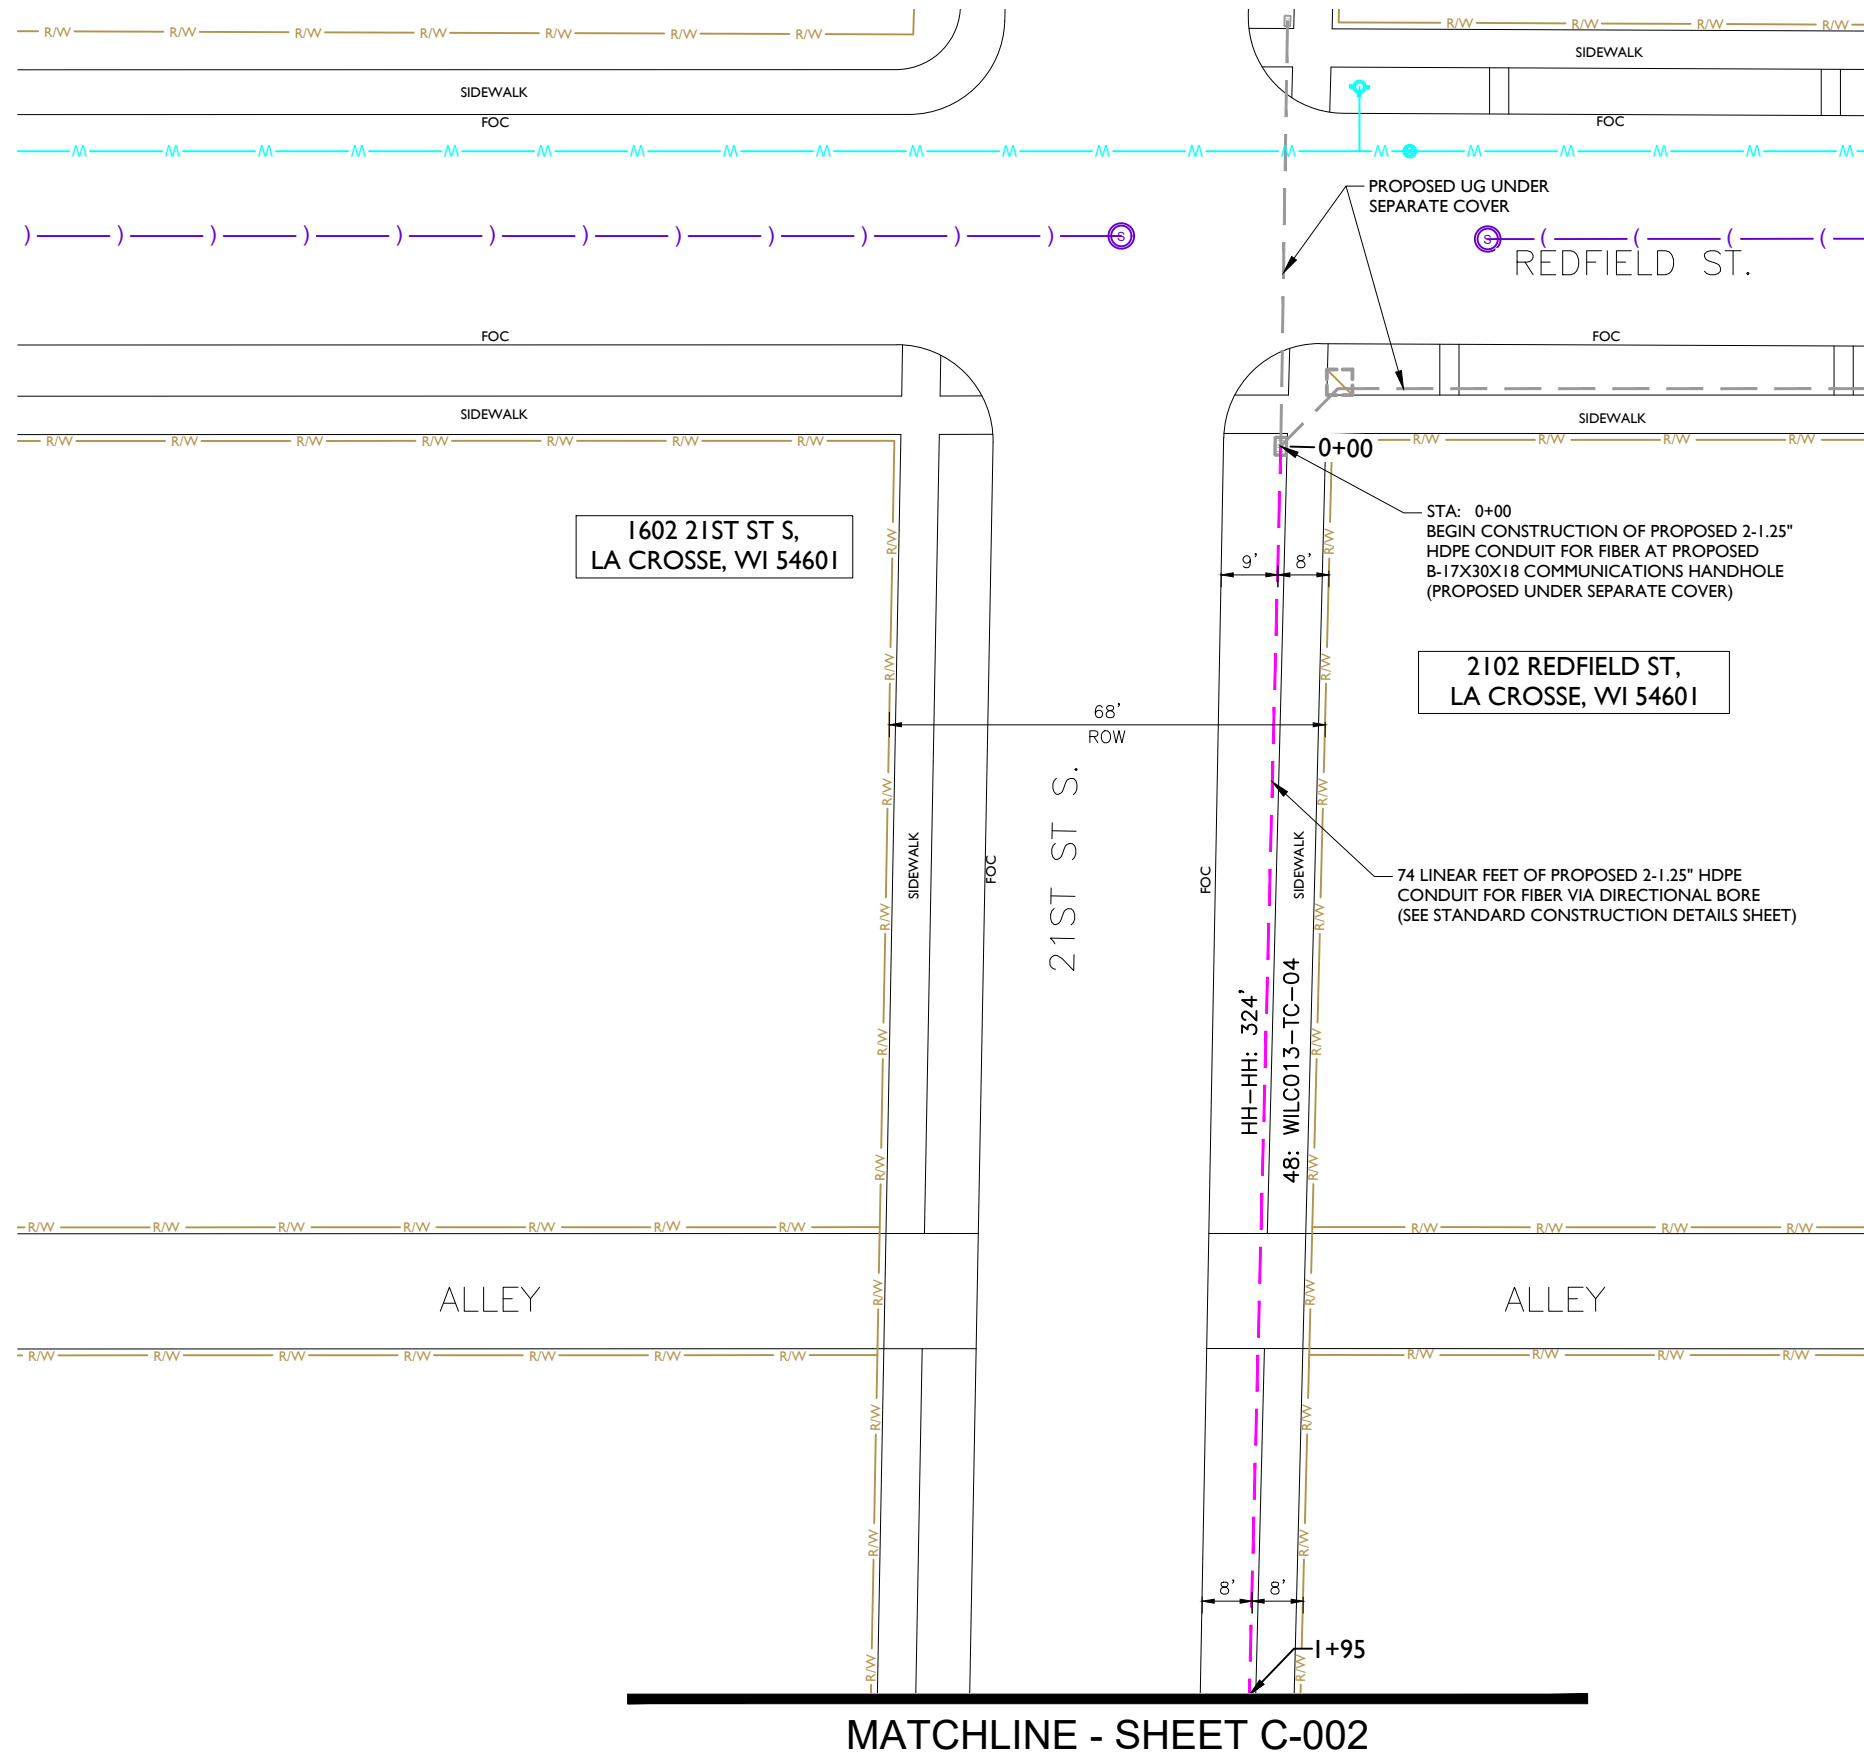 R/W R/W R/W R/W R/W R/W R/W
R/W R/W R/W R/W
SIDEWALK
SIDEWALK
FOC
FOC
W W W W W W W W W W W W W W W W W W W W
PROPOSED UG UNDER
SEPARATE COVER
S
S
REDFIELD ST.
FOC
FOC
SIDEWALK
SIDEWALK
R/W R/W R/W R/W R/W R/W R/W
R/W R/W R/W R/W
0+00
STA: 0+00
BEGIN CONSTRUCTION OF PROPOSED 2-1.25"
HDPE CONDUIT FOR FIBER AT PROPOSED
B-17X30X18 COMMUNICATIONS HANDHOLE
(PROPOSED UNDER SEPARATE COVER)
1602 21ST ST S,
LA CROSSE, WI 54601
9' 8'
2102 REDFIELD ST,
LA CROSSE, WI 54601
68'
ROW
21ST ST S.
SIDEWALK
FOC
FOC
SIDEWALK
74 LINEAR FEET OF PROPOSED 2-1.25" HDPE
CONDUIT FOR FIBER VIA DIRECTIONAL BORE
(SEE STANDARD CONSTRUCTION DETAILS SHEET)
HH-HH: 324'
48: WILC013-TC-04
R/W R/W R/W R/W R/W R/W R/W R/W R/W R/W
R/W R/W R/W R/W R/W R/W R/W R/W R/W R/W
R/W R/W R/W R/W R/W R/W R/W
R/W R/W R/W R/W
ALLEY
ALLEY
R/W R/W R/W R/W R/W R/W R/W
R/W R/W R/W R/W
8' 8'
1+95
MATCHLINE - SHEET C-002